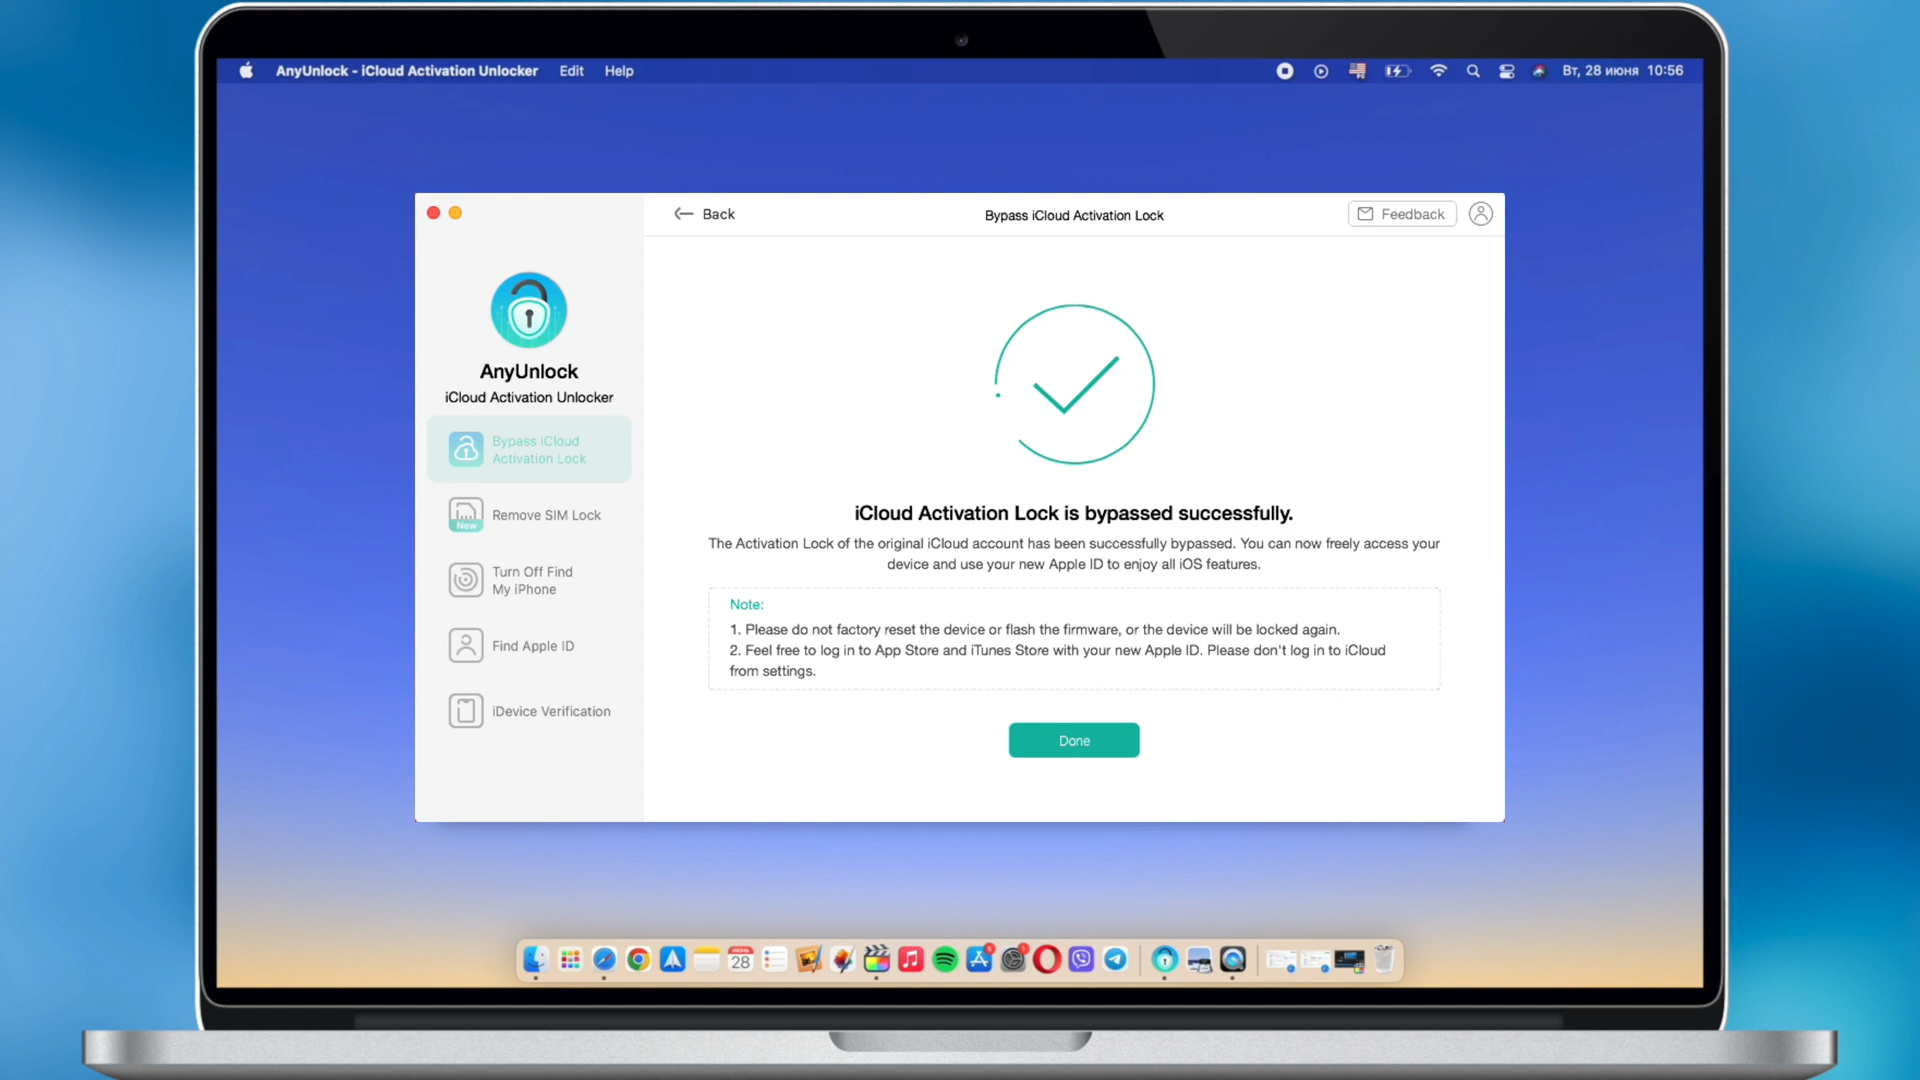 AnyUnlock - iCloud Activation Unlocker Edit Help
Вт, 28 июня 10:56
Back
Bypass iCloud Activation Lock
Feedback
AnyUnlock
iCloud Activation Unlocker
Bypass iCloud
Activation Lock
New
Remove SIM Lock
Turn Off Find
My iPhone
Find Apple ID
iDevice Verification
iCloud Activation Lock is bypassed successfully.
The Activation Lock of the original iCloud account has been successfully bypassed. You can now freely access your
device and use your new Apple ID to enjoy all iOS features.
Note:
1. Please do not factory reset the device or flash the firmware, or the device will be locked again.
2. Feel free to log in to App Store and iTunes Store with your new Apple ID. Please don't log in to iCloud
from settings.
Done
28